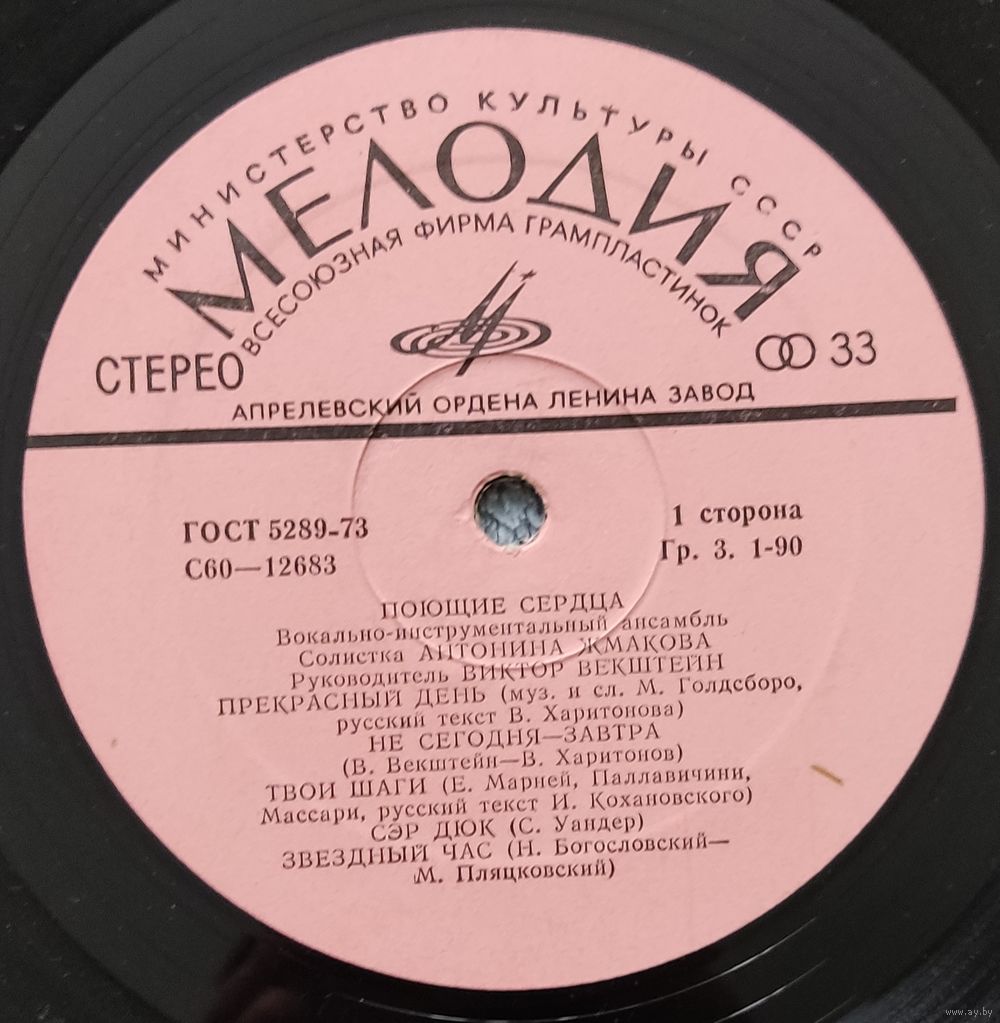 МИНИСТЕРСТВО КУЛЬТУРЫ СССР
МЕЛОДИЯ
ВСЕСОЮЗНАЯ ФИРМА ГРАМПЛАСТИНОК
СТЕРЕО
33
АПРЕЛЕВСКИЙ ОРДЕНА ЛЕНИНА ЗАВОД
ГОСТ 5289-73
1 сторона
С60—12683
Гр. 3. 1-90
ПОЮЩИЕ СЕРДЦА
Вокально-инструментальный ансамбль
Солистка АНТОНИНА ЖМАКОВА
Руководитель ВИКТОР ВЕКШТЕЙН
ПРЕКРАСНЫЙ ДЕНЬ (муз. и сл. М. Голдсборо,
русский текст В. Харитонова)
НЕ СЕГОДНЯ—ЗАВТРА
(В. Векштейн—В. Харитонов)
ТВОИ ШАГИ (Е. Марней, Паллавичини,
Массари, русский текст И. Кохановского)
СЭР ДЮК (С. Уандер)
ЗВЕЗДНЫЙ ЧАС (Н. Богословский—
М. Пляцковский)
www.ay.by